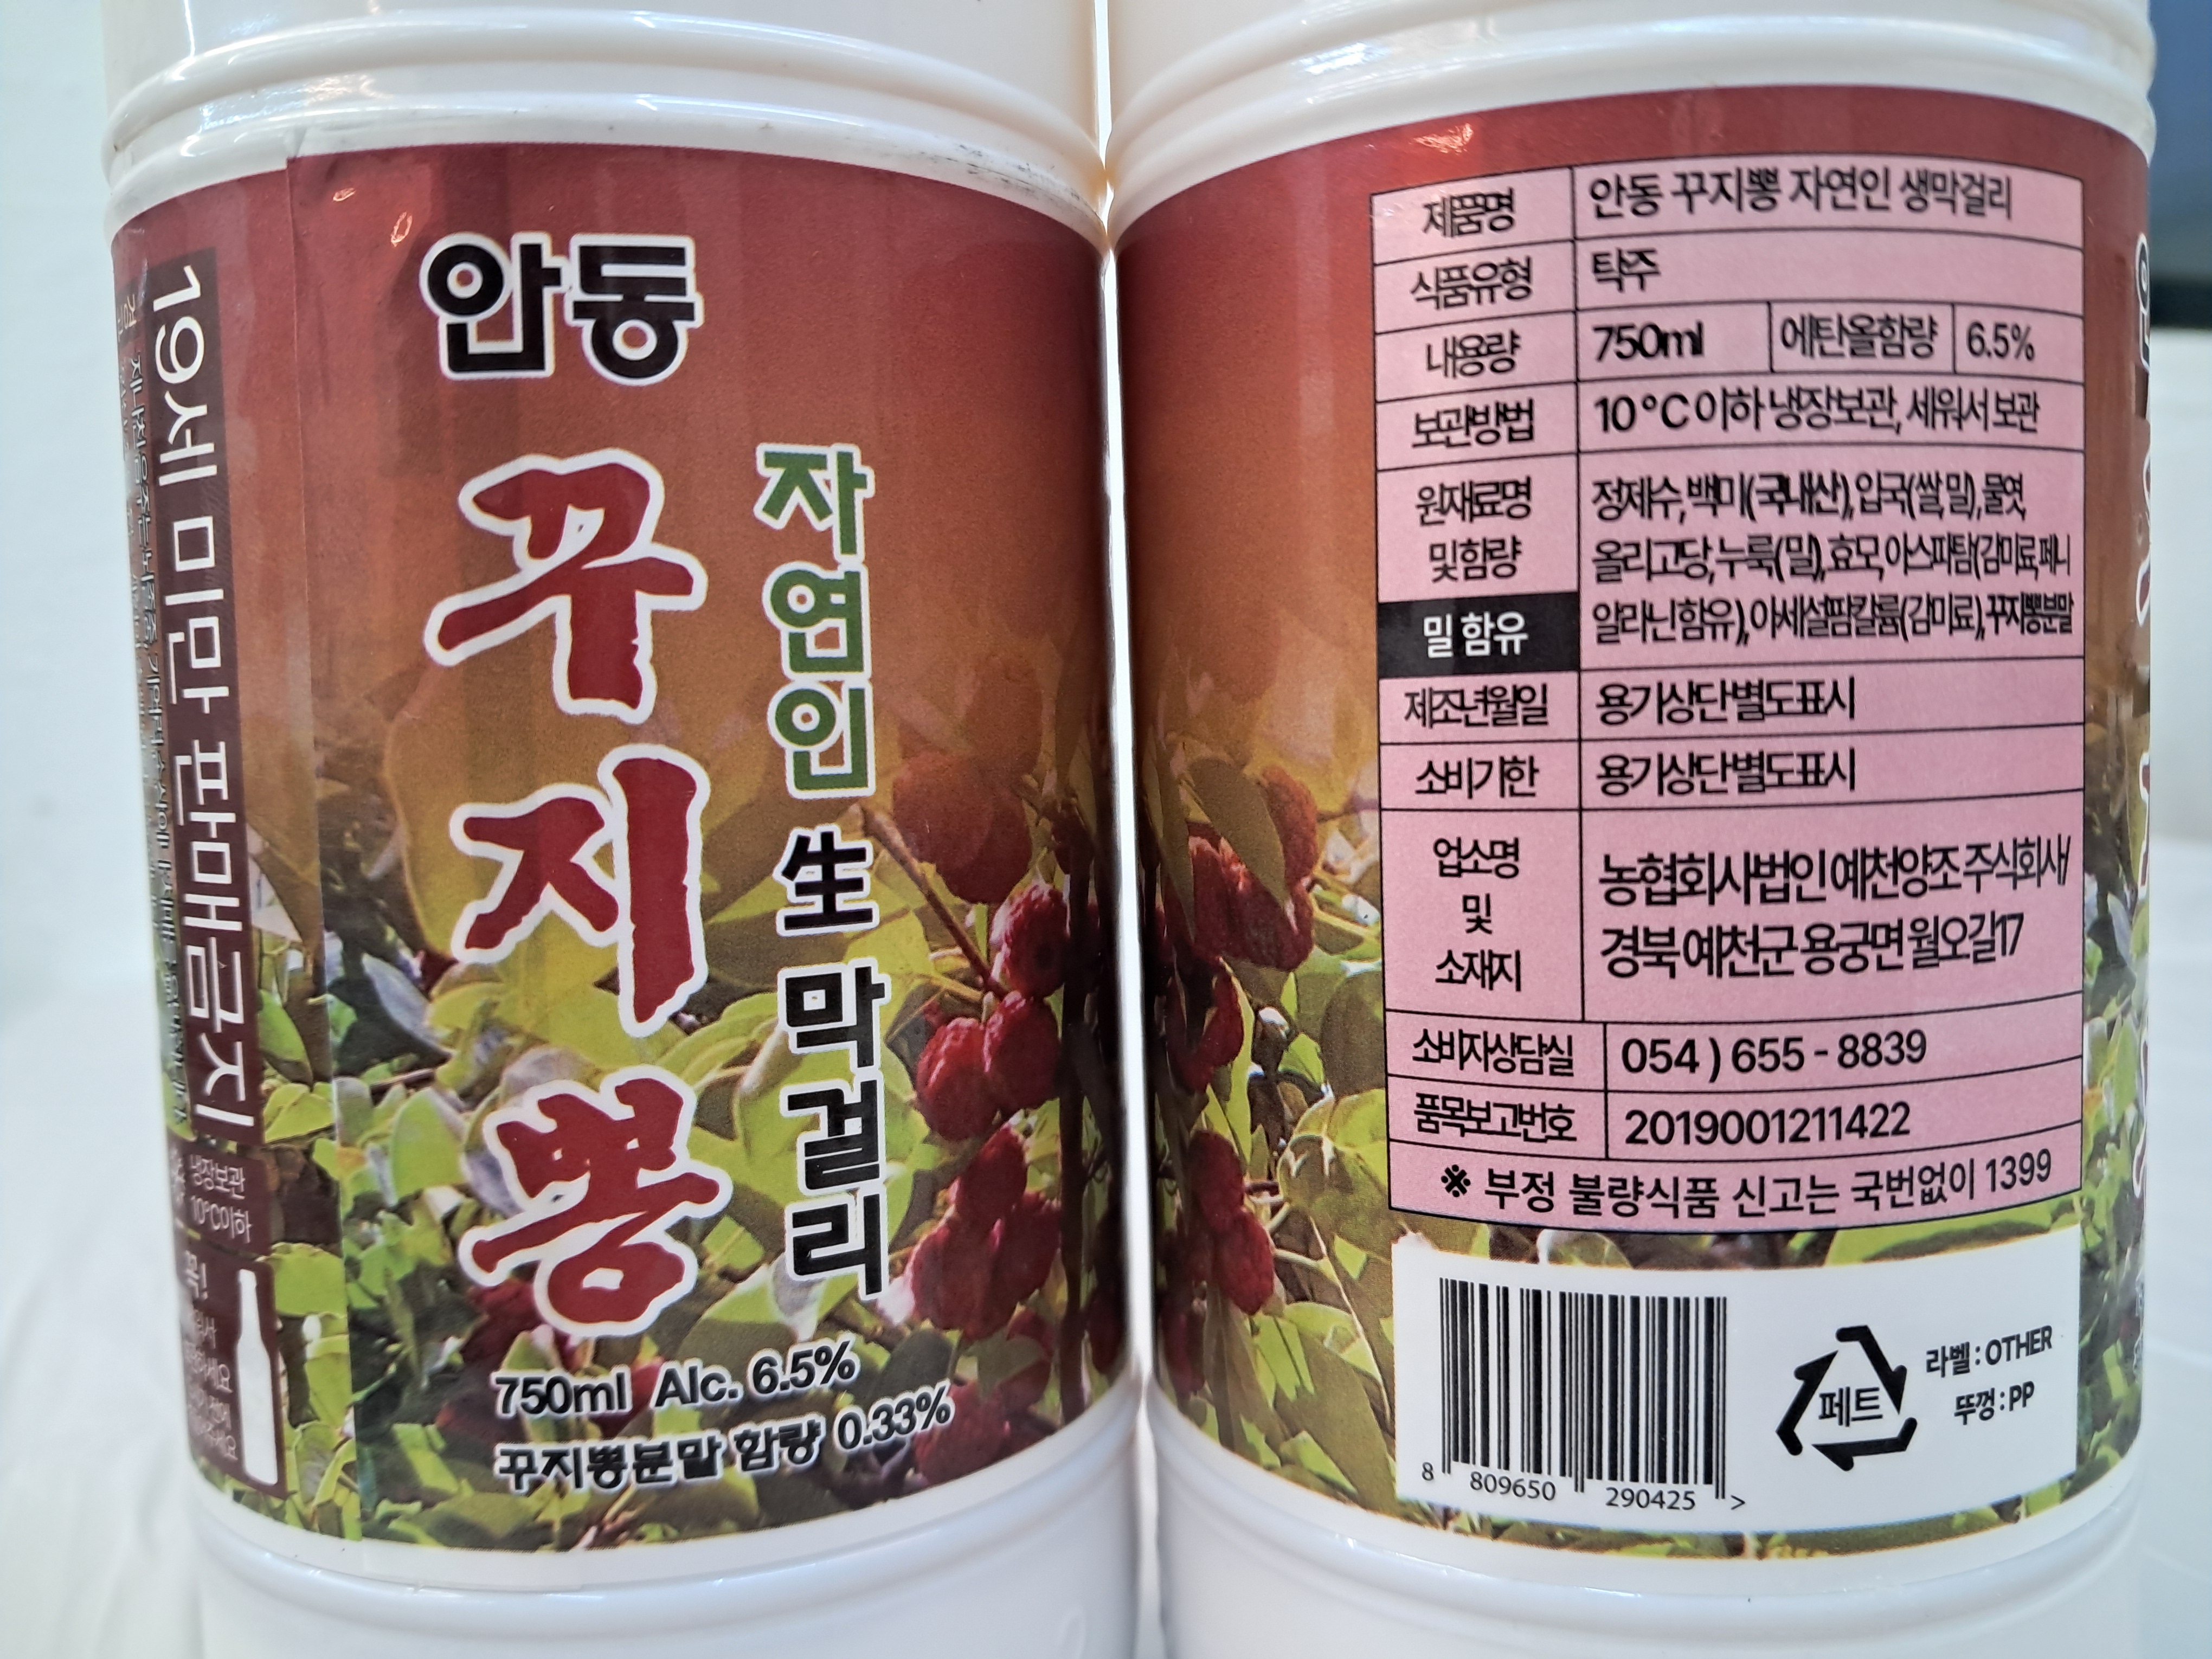 19세 미만 판매금지
냉장보관
10°C이하
안동
꾸지뽕
자연인 生 막걸리
750ml Alc. 6.5%
꾸지뽕분말 함량 0.33%
제품명 안동 꾸지뽕 자연인 생막걸리
식품유형 탁주
내용량 750ml 에탄올함량 6.5%
보관방법 10°C이하 냉장보관, 세워서 보관
원재료명 정제수, 백미(국내산), 입국(쌀,밀), 물엿
및함량 올리고당, 누룩(밀), 효모, 아스파탐(감미료, 페니
밀 함유 알라닌함유), 아세설팜칼륨(감미료), 꾸지뽕분말
제조년월일 용기상단별도표시
소비기한 용기상단별도표시
업소명
및
소재지
농협회사법인예천양조주식회사/
경북 예천군 용궁면 월오길17
소비자상담실 054 ) 655 - 8839
품목보고번호 2019001211422
※ 부정 불량식품 신고는 국번없이 1399
8 809650 290425 >
페트
라벨 : OTHER
뚜껑 : PP